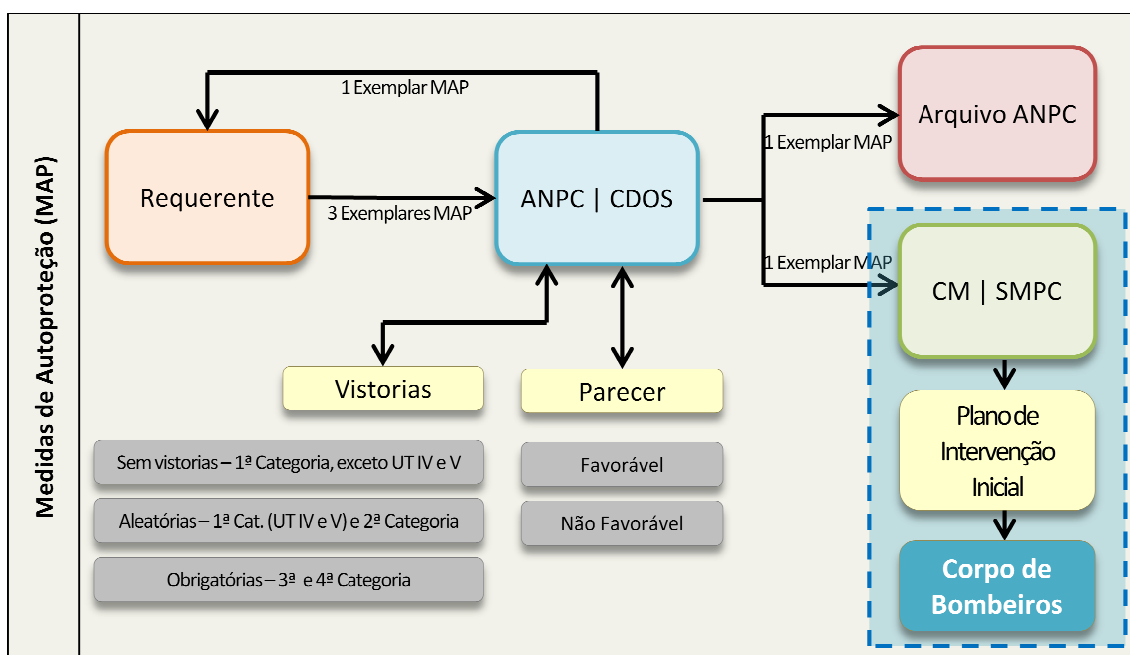 Medidas de Autoproteção (MAP)
1 Exemplar MAP
Requerente
3 Exemplares MAP
ANPC | CDOS
1 Exemplar MAP
Arquivo ANPC
1 Exemplar MAP
CM | SMPC
Vistorias
Sem vistorias – 1ª Categoria, exceto UT IV e V
Aleatórias – 1ª Cat. (UT IV e V) e 2ª Categoria
Obrigatórias – 3ª e 4ª Categoria
Parecer
Favorável
Não Favorável
Plano de
Intervenção
Inicial
Corpo de
Bombeiros